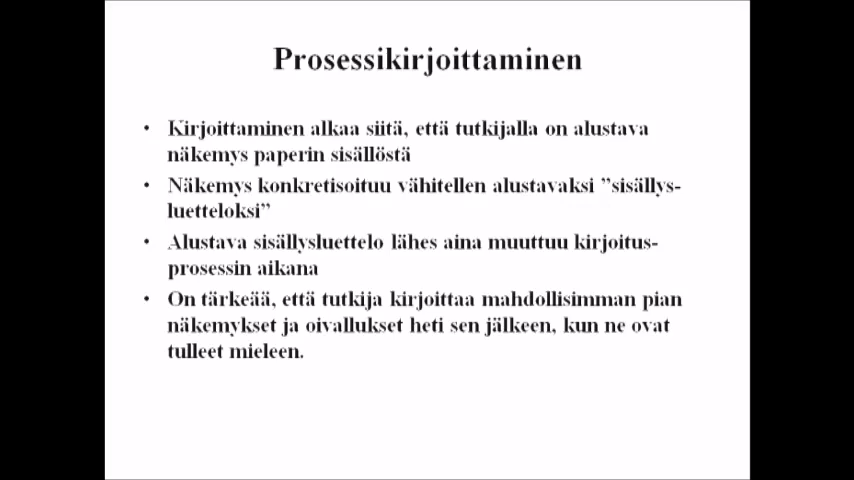 Prosessikirjoittaminen
• Kirjoittaminen alkaa siitä, että tutkijalla on alustava
näkemys paperin sisällöstä
• Näkemys konkretisoituu vähitellen alustavaksi ”sisällys-
luetteloksi”
• Alustava sisällysluettelo lähes aina muuttuu kirjoitus-
prosessin aikana
• On tärkeää, että tutkija kirjoittaa mahdollisimman pian
näkemykset ja oivallukset heti sen jälkeen, kun ne ovat
tulleet mieleen.